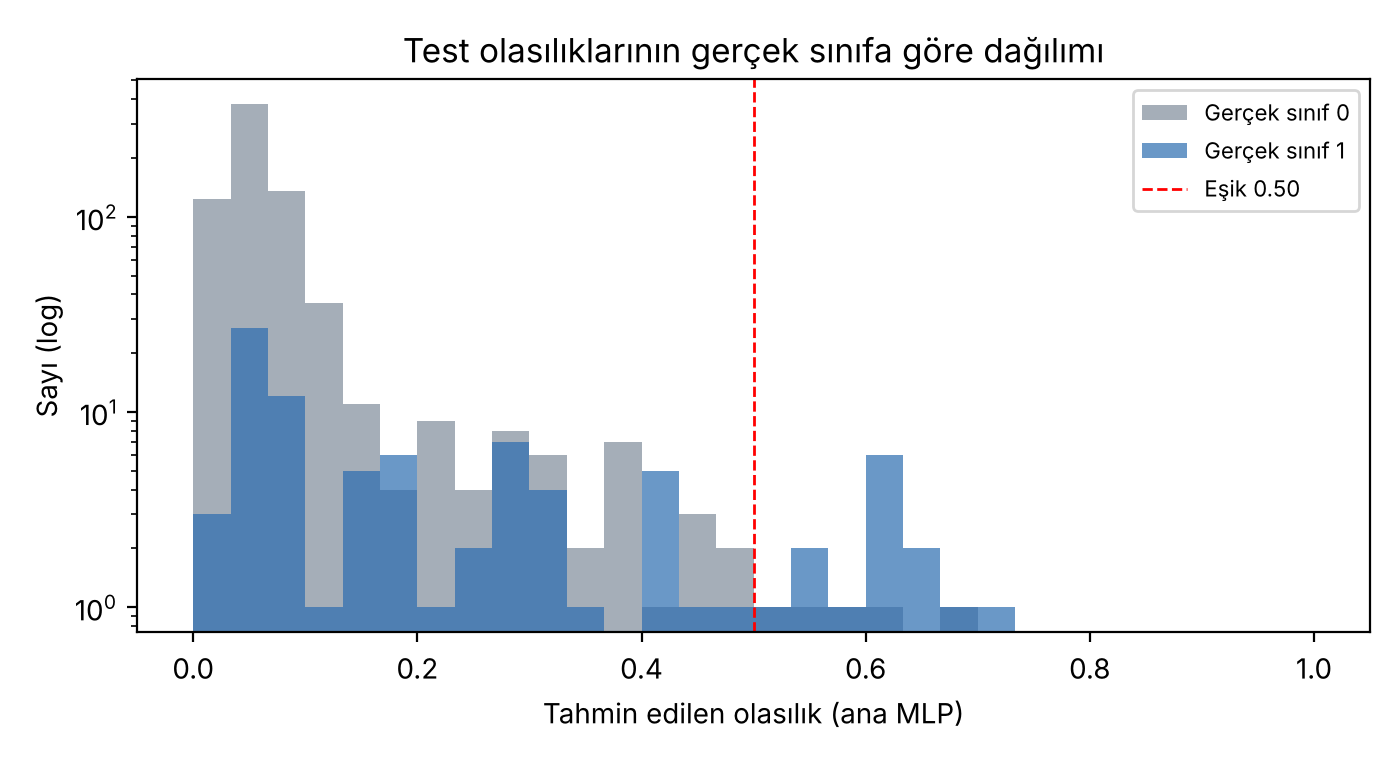 Test olasılıklarının gerçek sınıfa göre dağılımı
Gerçek sınıf 0
Gerçek sınıf 1
Eşik 0.50
Sayı (log)
10²
10¹
10⁰
0.0 0.2 0.4 0.6 0.8 1.0
Tahmin edilen olasılık (ana MLP)